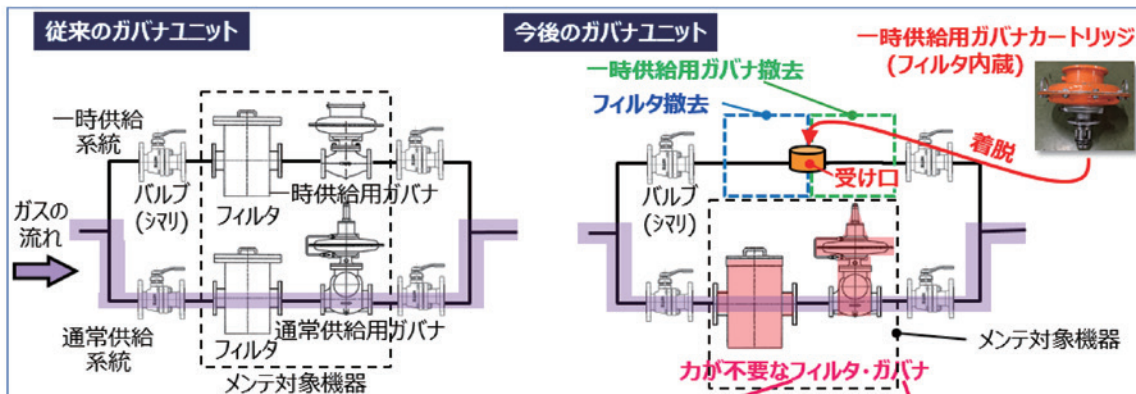 従来のガバナユニット
一時供給
系統
バルブ
(シマリ)
フィルタ
一時供給用ガバナ
ガスの
流れ
通常供給
系統
フィルタ
通常供給用ガバナ
メンテ対象機器
今後のガバナユニット
一時供給用ガバナカートリッジ
(フィルタ内蔵)
一時供給用ガバナ撤去
フィルタ撤去
着脱
受け口
バルブ
(シマリ)
メンテ対象機器
力が不要なフィルタ・ガバナ